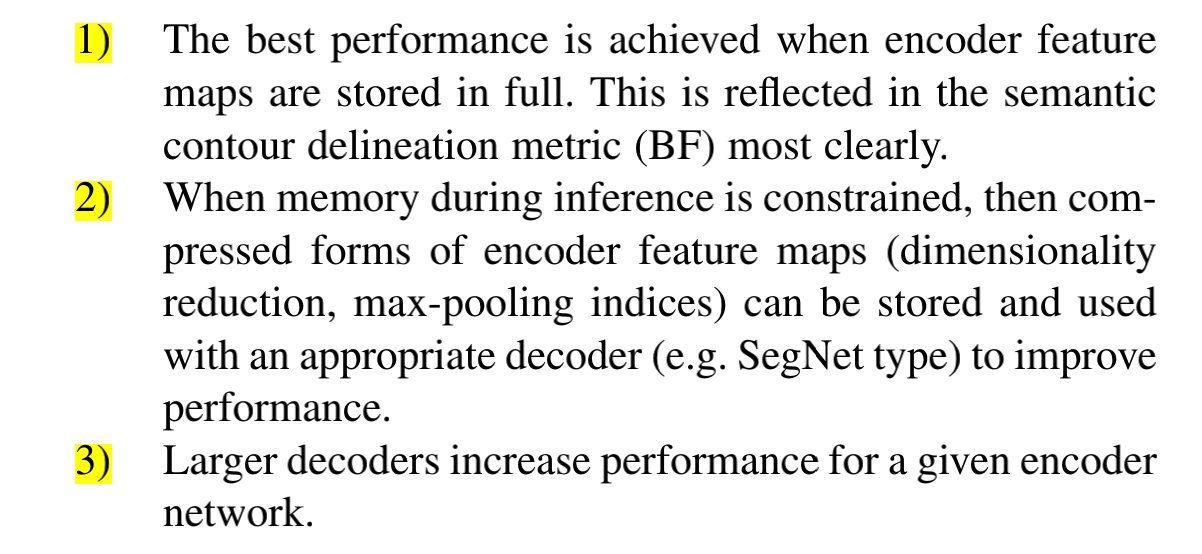 1) The best performance is achieved when encoder feature
maps are stored in full. This is reflected in the semantic
contour delineation metric (BF) most clearly.
2) When memory during inference is constrained, then com-
pressed forms of encoder feature maps (dimensionality
reduction, max-pooling indices) can be stored and used
with an appropriate decoder (e.g. SegNet type) to improve
performance.
3) Larger decoders increase performance for a given encoder
network.